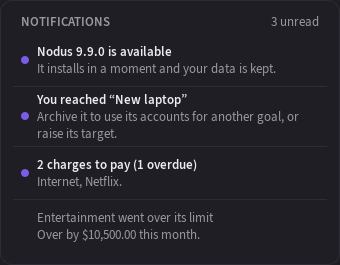 NOTIFICATIONS
3 unread
Nodus 9.9.0 is available
It installs in a moment and your data is kept.
You reached “New laptop”
Archive it to use its accounts for another goal, or
raise its target.
2 charges to pay (1 overdue)
Internet, Netflix.
Entertainment went over its limit
Over by $10,500.00 this month.